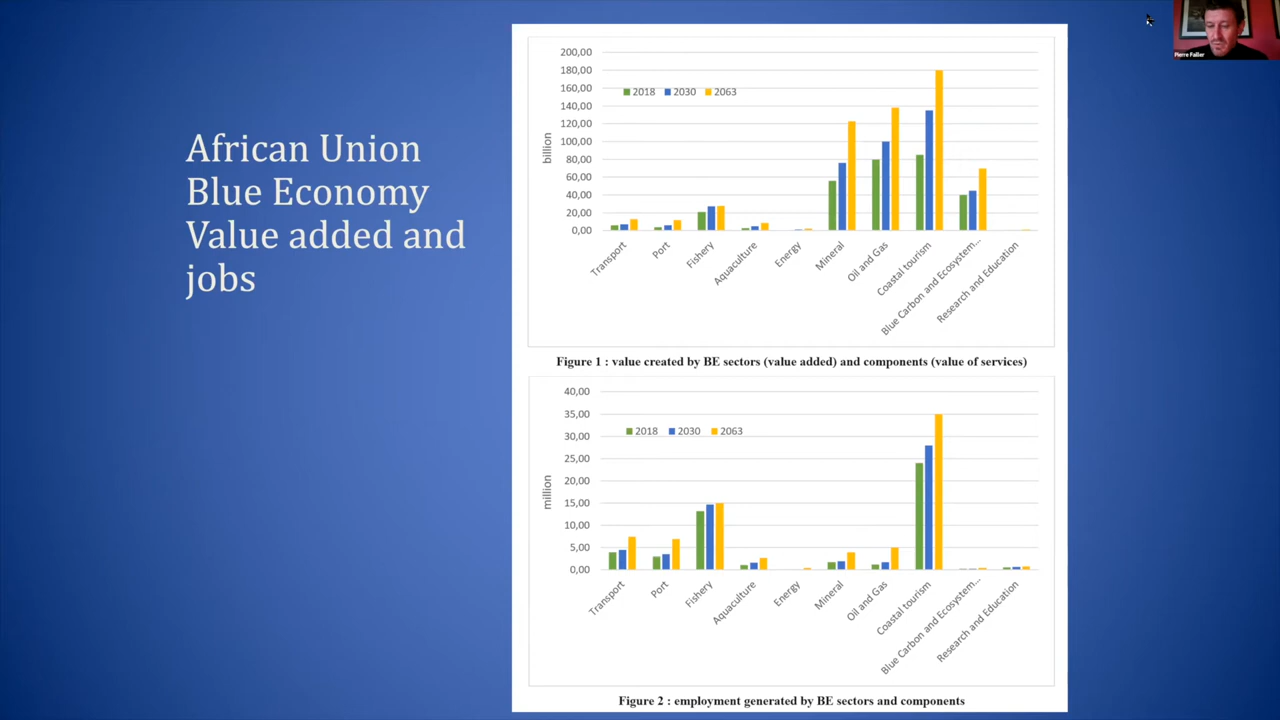 African Union
Blue Economy
Value added and
jobs
200,00
180,00
160,00
140,00
120,00
100,00
80,00
60,00
40,00
20,00
0,00
billion
2018 2030 2063
Transport
Port
Fishery
Aquaculture
Energy
Mineral
Oil and Gas
Coastal tourism
Blue Carbon and Ecosystem...
Research and Education
Figure 1 : value created by BE sectors (value added) and components (value of services)
40,00
35,00
30,00
25,00
20,00
15,00
10,00
5,00
0,00
million
2018 2030 2063
Transport
Port
Fishery
Aquaculture
Energy
Mineral
Oil and Gas
Coastal tourism
Blue Carbon and Ecosystem...
Research and Education
Figure 2 : employment generated by BE sectors and components
Pierre Failler